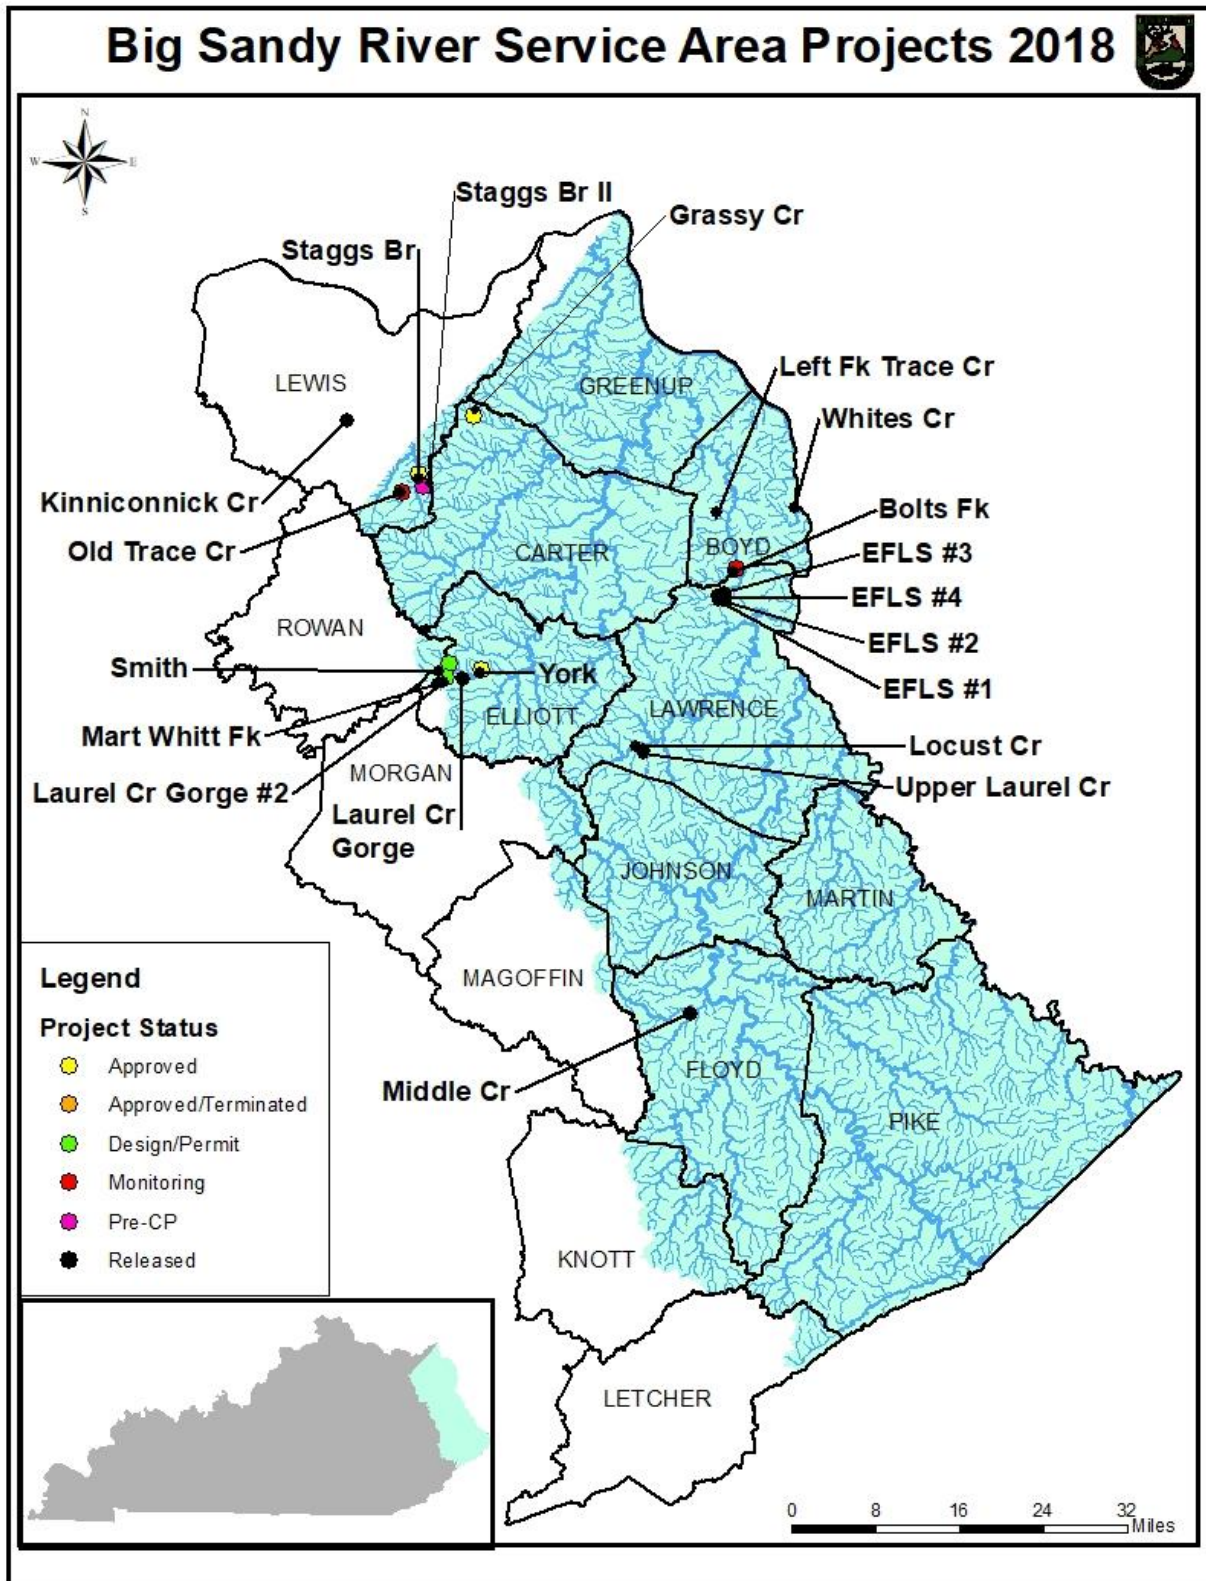 Big Sandy River Service Area Projects 2018
N
W
E
S
Staggs Br II
Grassy Cr
Staggs Br
LEWIS
GREENUP
Left Fk Trace Cr
Whites Cr
Kinniconnick Cr
Bolts Fk
Old Trace Cr
CARTER
BOYD
EFLS #3
EFLS #4
ROWAN
EFLS #2
Smith
York
EFLS #1
ELLIOTT
LAWRENCE
Mart Whitt Fk
Locust Cr
MORGAN
Laurel Cr Gorge #2
Upper Laurel Cr
Laurel Cr
Gorge
JOHNSON
MARTIN
MAGOFFIN
Legend
Project Status
Approved
Approved/Terminated
Design/Permit
Monitoring
Pre-CP
Released
FLOYD
Middle Cr
PIKE
KNOTT
LETCHER
0 8 16 24 32
Miles